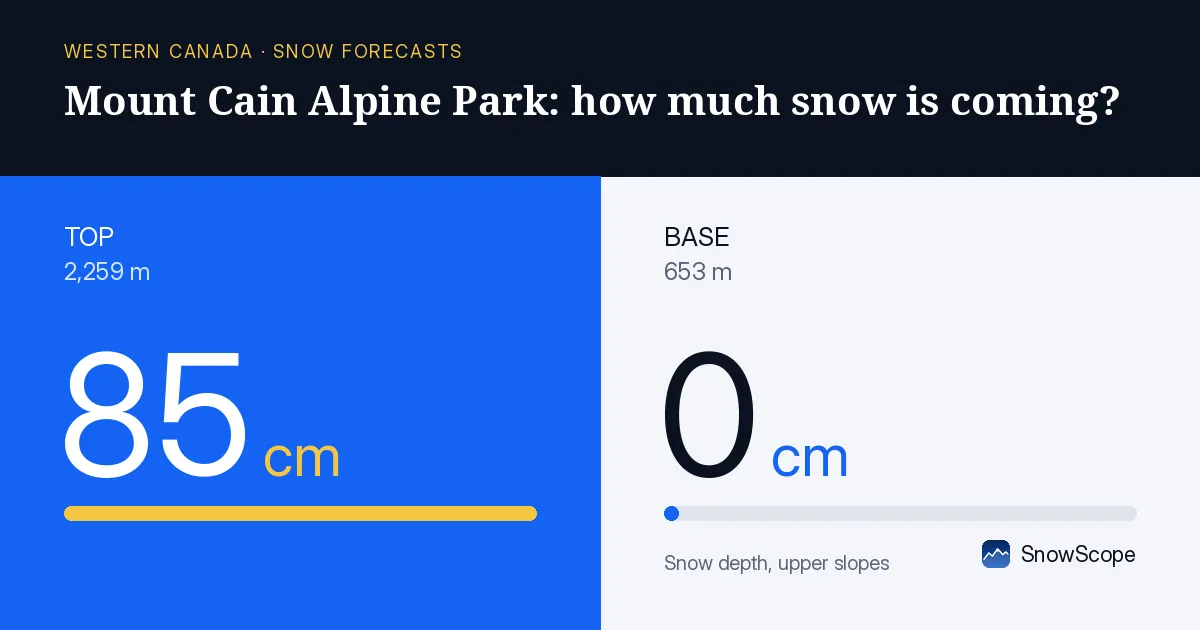 WESTERN CANADA · SNOW FORECASTS
Mount Cain Alpine Park: how much snow is coming?
TOP
2,259 m
85 cm
BASE
653 m
0 cm
Snow depth, upper slopes
SnowScope